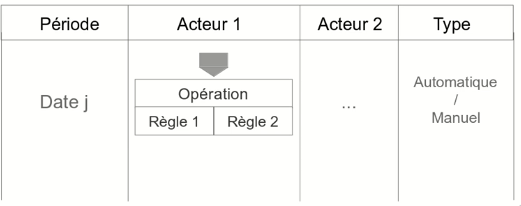 Période Acteur 1 Acteur 2 Type
Date j
Opération
Règle 1 Règle 2
...
Automatique
/
Manuel